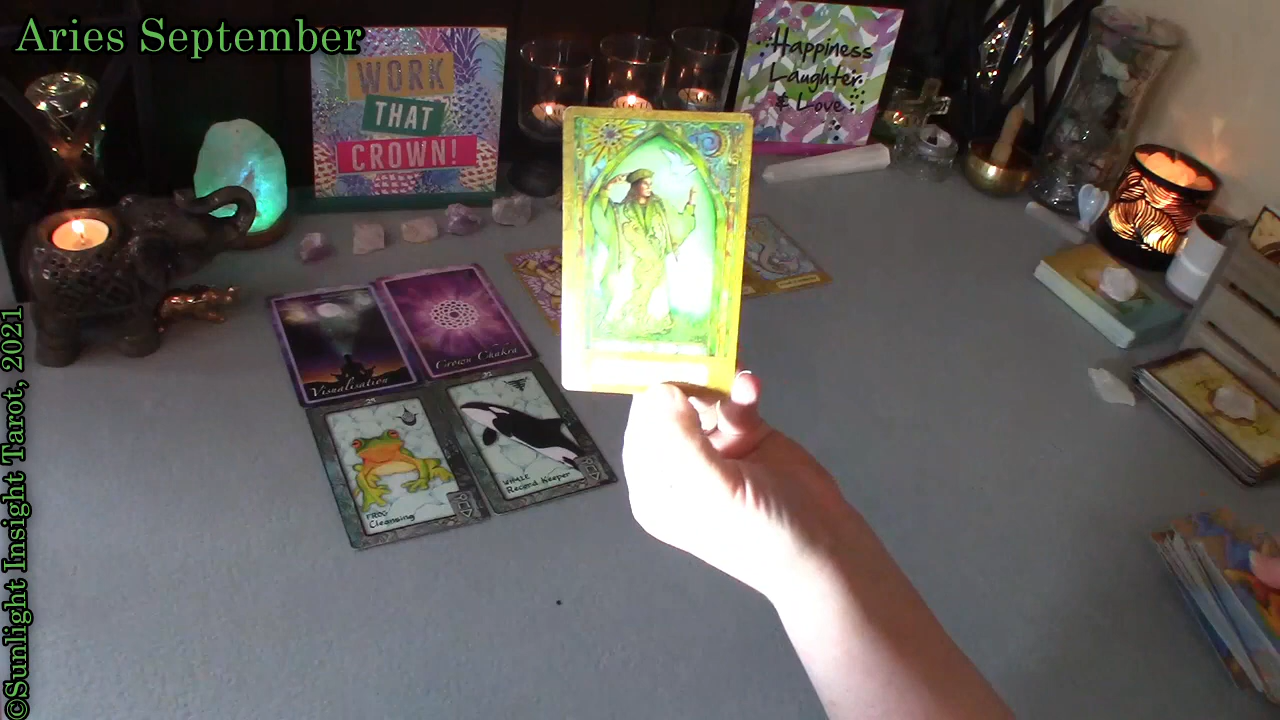 Aries September
WORK
THAT
CROWN!
Happiness
Laughter
& Love
Visualisation
Crown Chakra
29
FROG
Cleansing
WHALE
Record Keeper
©Sunlight Insight Tarot, 2021